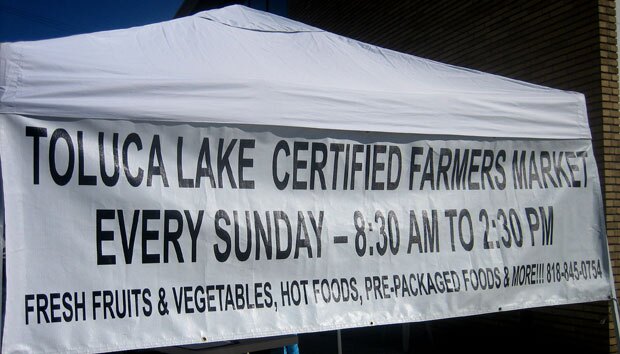 TOLUCA LAKE CERTIFIED FARMERS MARKET
EVERY SUNDAY – 8:30 AM TO 2:30 PM
FRESH FRUITS & VEGETABLES, HOT FOODS, PRE-PACKAGED FOODS & MORE!!! 818-845-0754